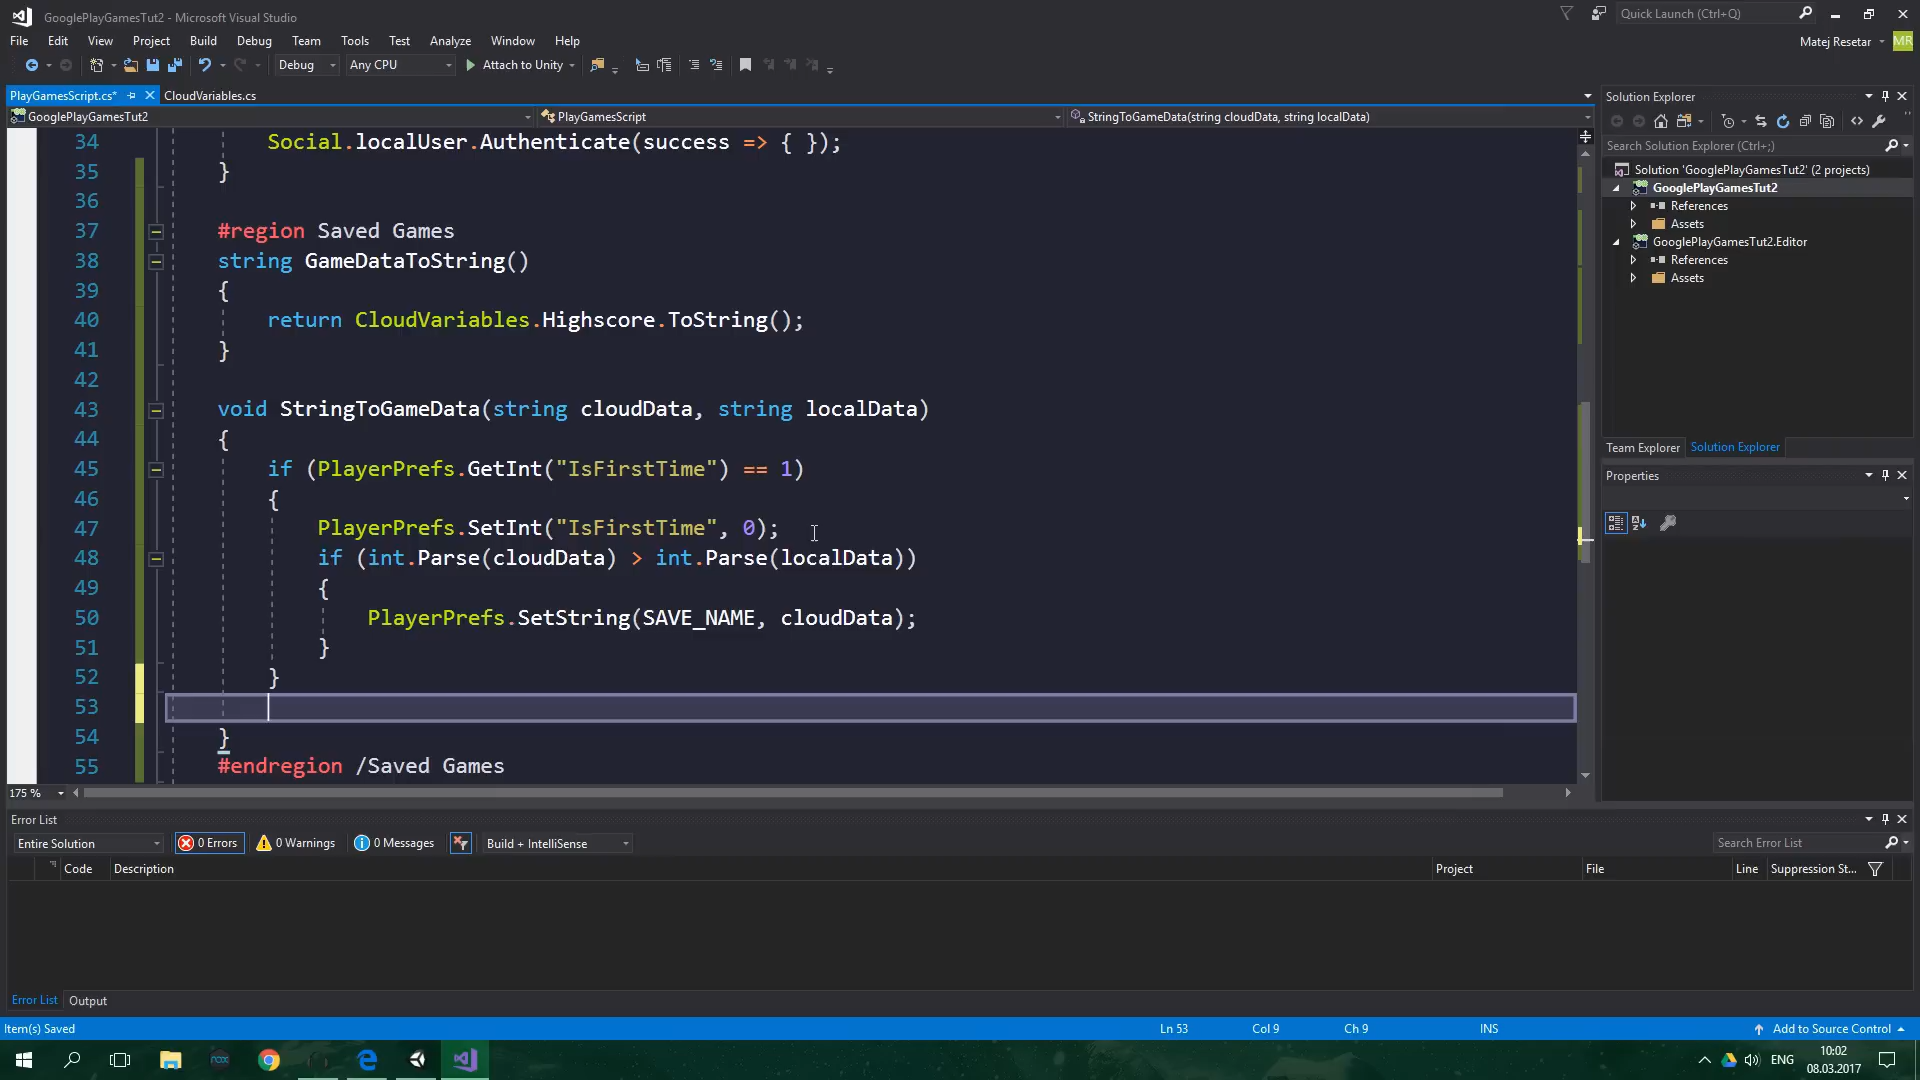 GooglePlayGamesTut2 - Microsoft Visual Studio
Quick Launch (Ctrl+Q)
File Edit View Project Build Debug Team Tools Test Analyze Window Help
Matej Resetar MR
Debug Any CPU Attach to Unity
PlayGamesScript.cs* CloudVariables.cs
GooglePlayGamesTut2 PlayGamesScript StringToGameData(string cloudData, string localData)
34 Social.localUser.Authenticate(success => { });
35 }
36
37 #region Saved Games
38 string GameDataToString()
39 {
40 return CloudVariables.Highscore.ToString();
41 }
42
43 void StringToGameData(string cloudData, string localData)
44 {
45 if (PlayerPrefs.GetInt("IsFirstTime") == 1)
46 {
47 PlayerPrefs.SetInt("IsFirstTime", 0);
48 if (int.Parse(cloudData) > int.Parse(localData))
49 {
50 PlayerPrefs.SetString(SAVE_NAME, cloudData);
51 }
52 }
53
54 }
55 #endregion /Saved Games
175 %
Solution Explorer
Search Solution Explorer (Ctrl+;)
Solution 'GooglePlayGamesTut2' (2 projects)
GooglePlayGamesTut2
References
Assets
GooglePlayGamesTut2.Editor
References
Assets
Team Explorer Solution Explorer
Properties
Error List
Entire Solution 0 Errors 0 Warnings 0 Messages Build + IntelliSense Search Error List
Code Description Project File Line Suppression St...
Error List Output
Item(s) Saved Ln 53 Col 9 Ch 9 INS Add to Source Control
nox
ENG
10:02
08.03.2017